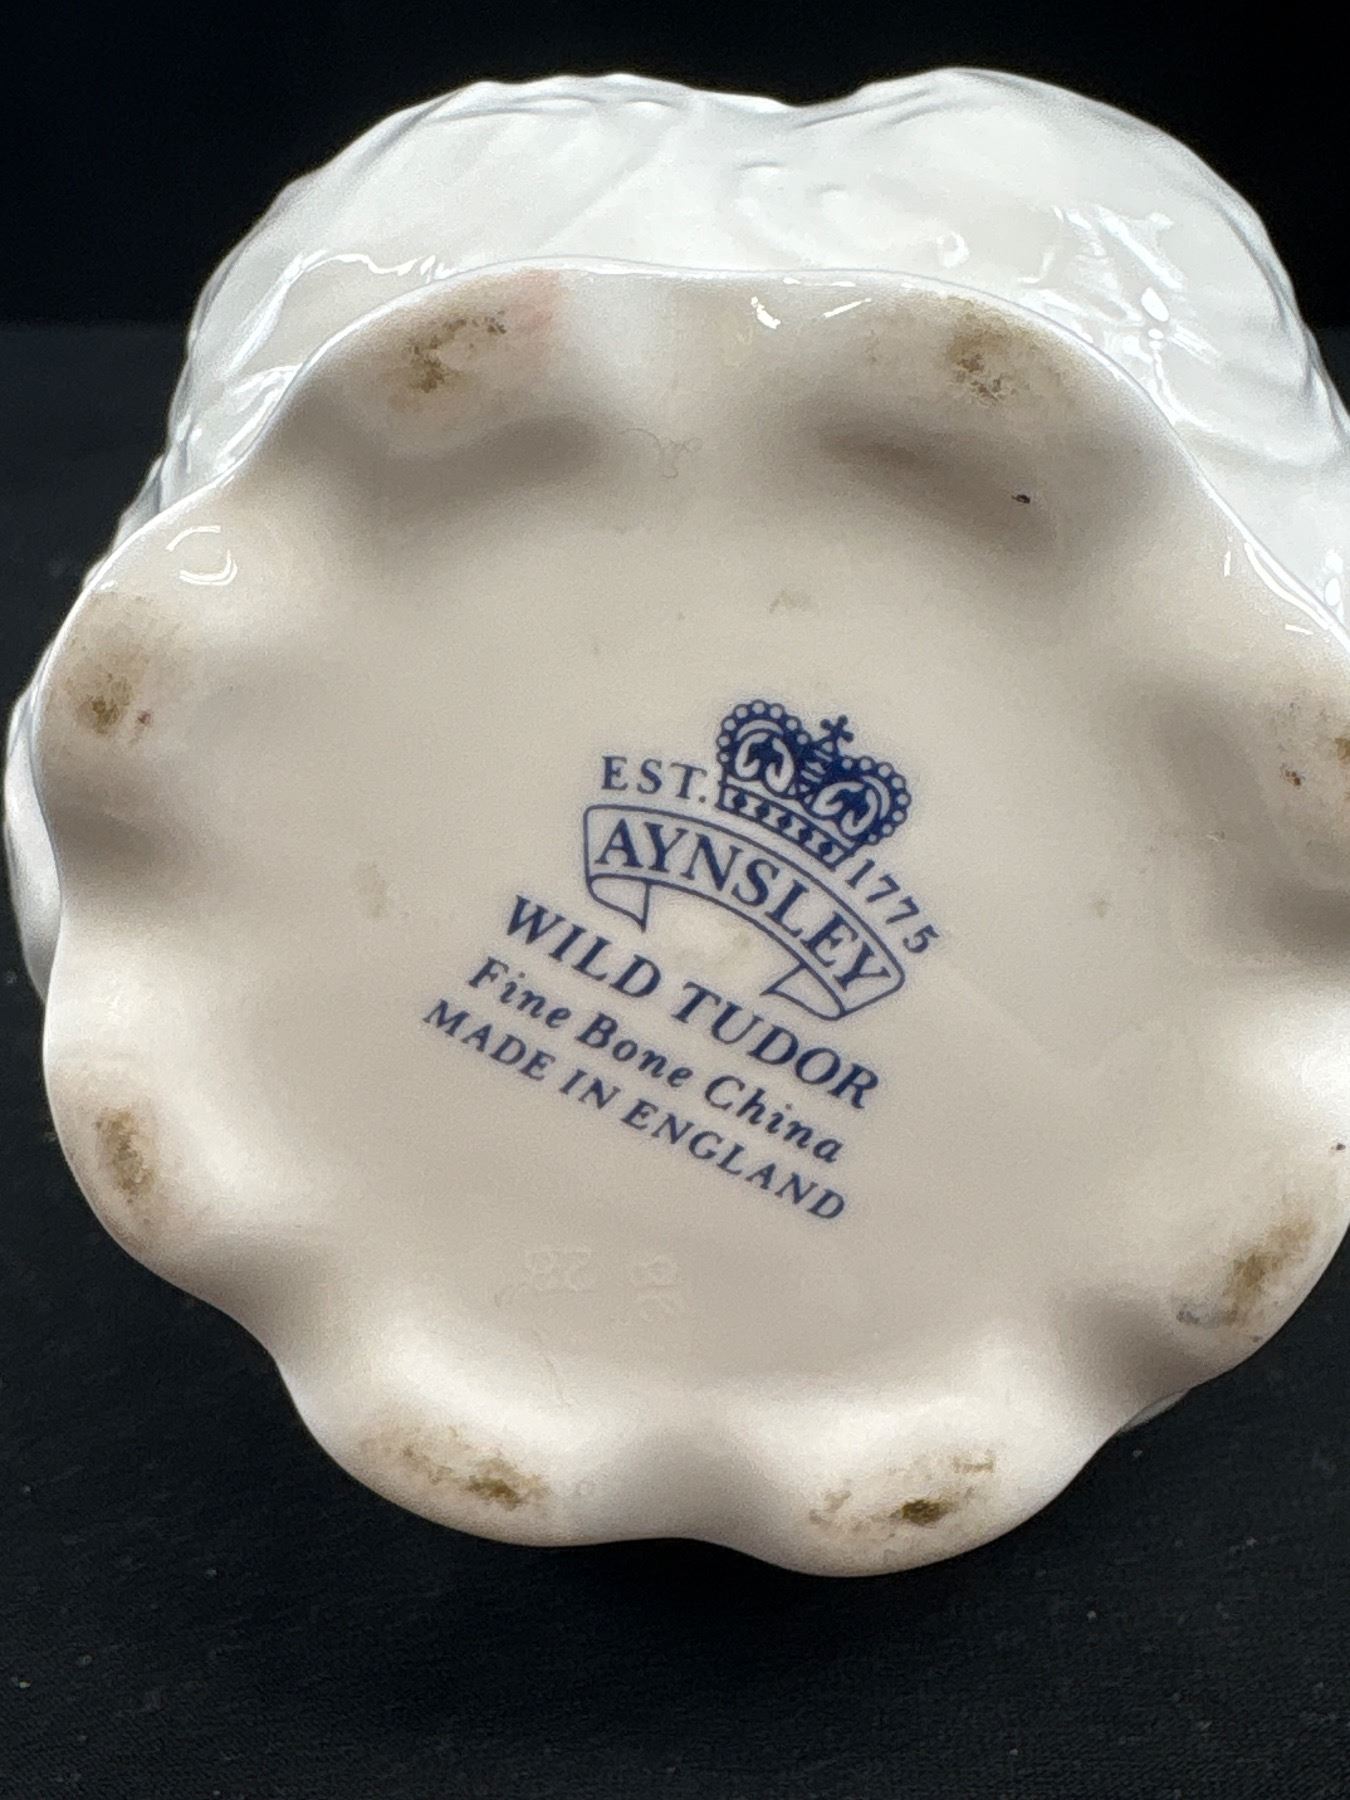 EST. 1775
AYNSLEY
WILD TUDOR
Fine Bone China
MADE IN ENGLAND